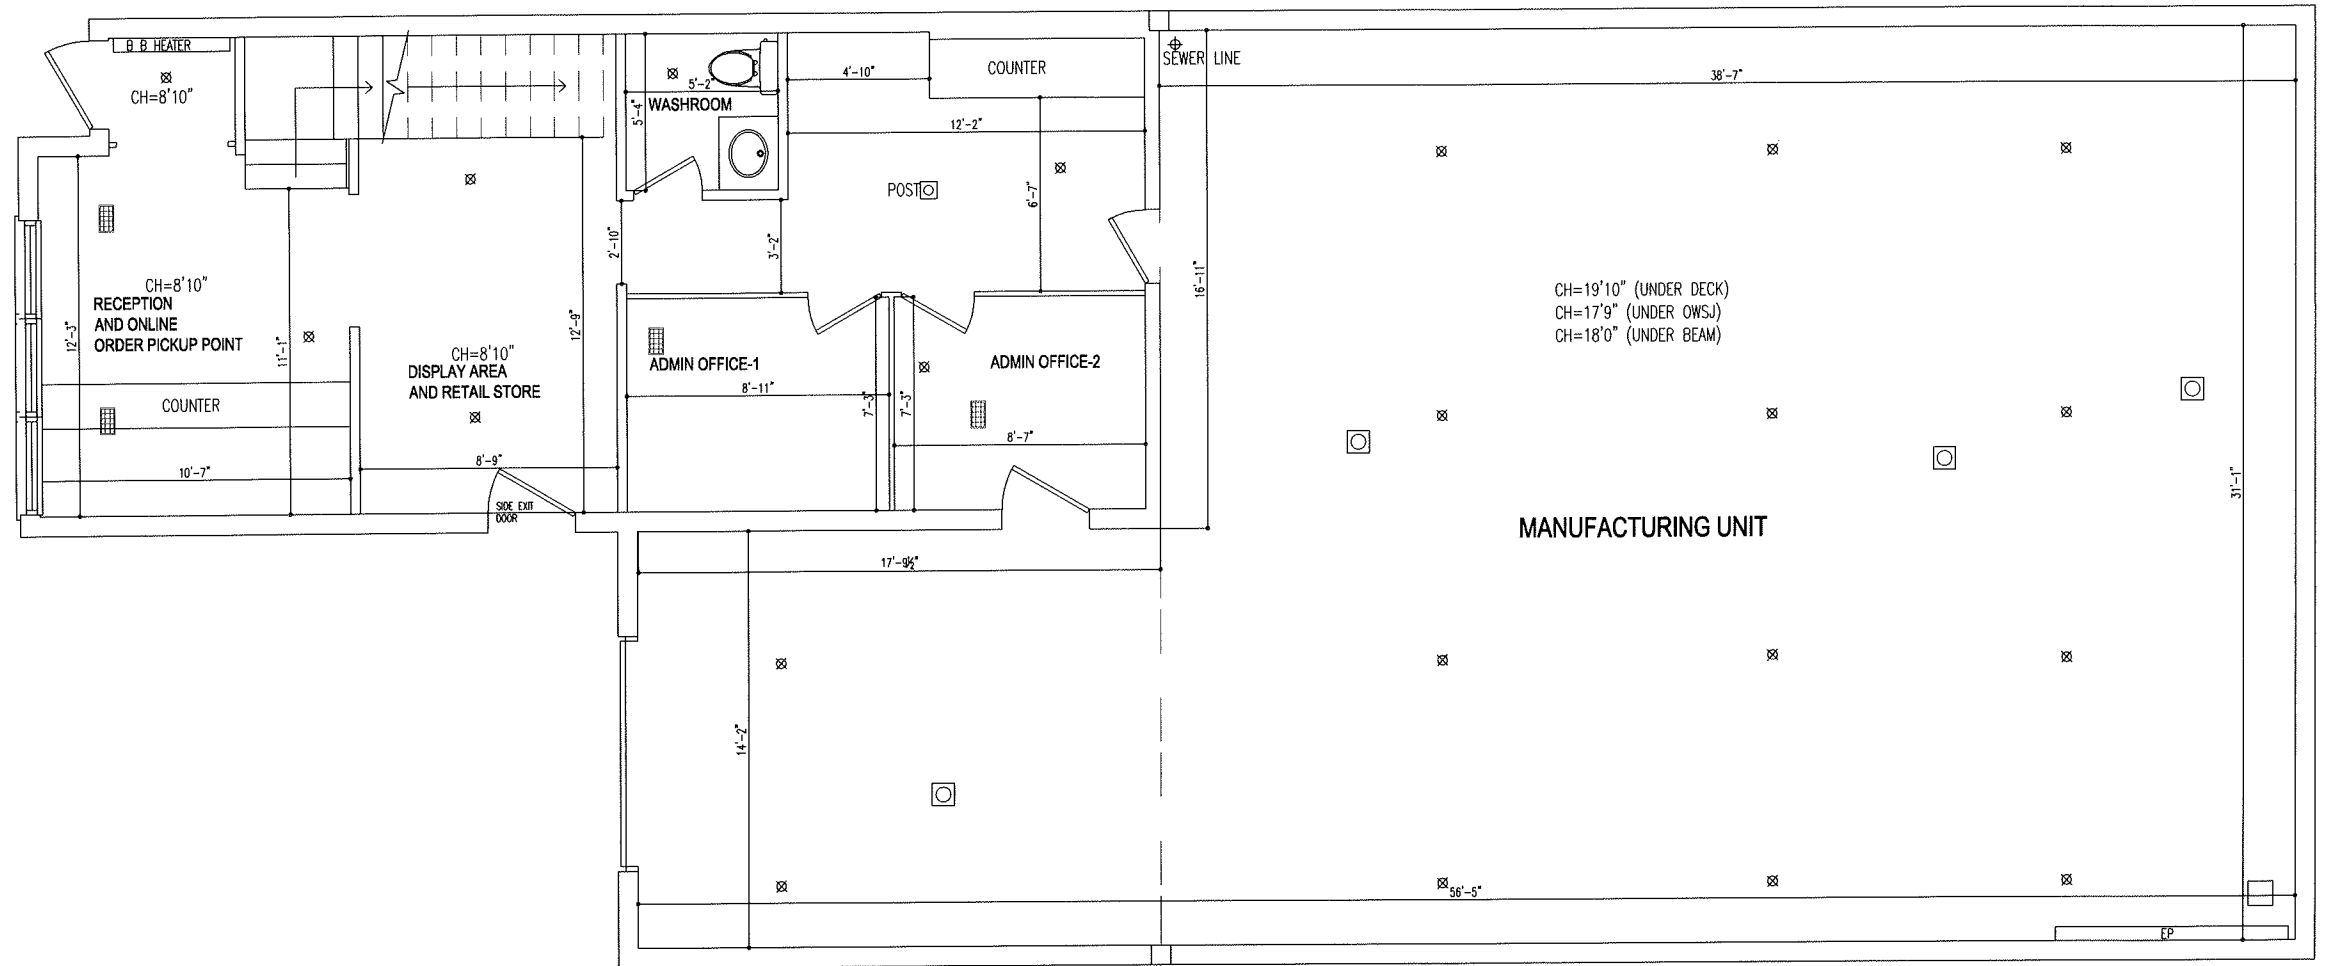 B B HEATER
CH=8'10"
5'-2"
WASHROOM
5'-4"
4'-10"
COUNTER
12'-2"
SEWER LINE
38'-7"
POST
6'-7"
2'-10"
3'-2"
16'-11"
CH=8'10"
RECEPTION
AND ONLINE
ORDER PICKUP POINT
12'-3"
11'-1"
12'-9"
CH=8'10"
DISPLAY AREA
AND RETAIL STORE
COUNTER
10'-7"
8'-9"
SIDE EXIT
DOOR
ADMIN OFFICE-1
8'-11"
7'-3"
7'-3"
ADMIN OFFICE-2
8'-7"
CH=19'10" (UNDER DECK)
CH=17'9" (UNDER OWSJ)
CH=18'0" (UNDER BEAM)
31'-1"
MANUFACTURING UNIT
17'-9½"
14'-2"
56'-5"
EP